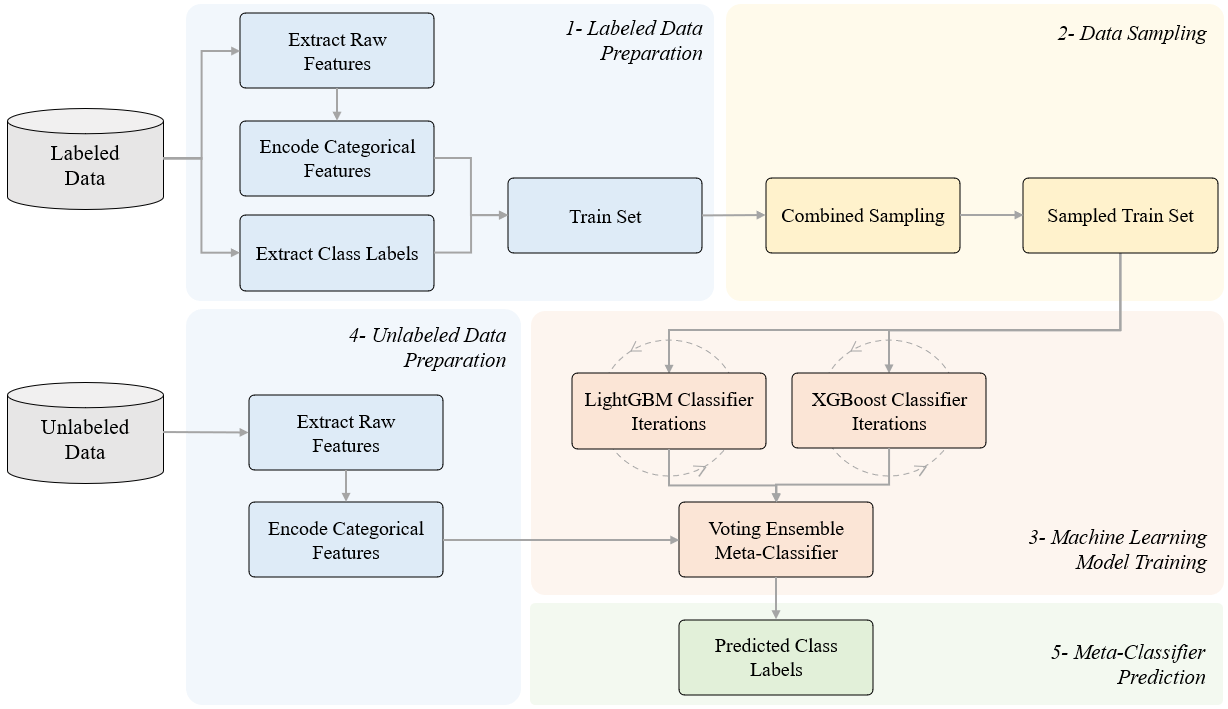 1- Labeled Data
Preparation
Extract Raw
Features
Labeled
Data
Encode Categorical
Features
Extract Class Labels
Train Set
2- Data Sampling
Combined Sampling
Sampled Train Set
4- Unlabeled Data
Preparation
Unlabeled
Data
Extract Raw
Features
Encode Categorical
Features
LightGBM Classifier
Iterations
XGBoost Classifier
Iterations
Voting Ensemble
Meta-Classifier
3- Machine Learning
Model Training
Predicted Class
Labels
5- Meta-Classifier
Prediction